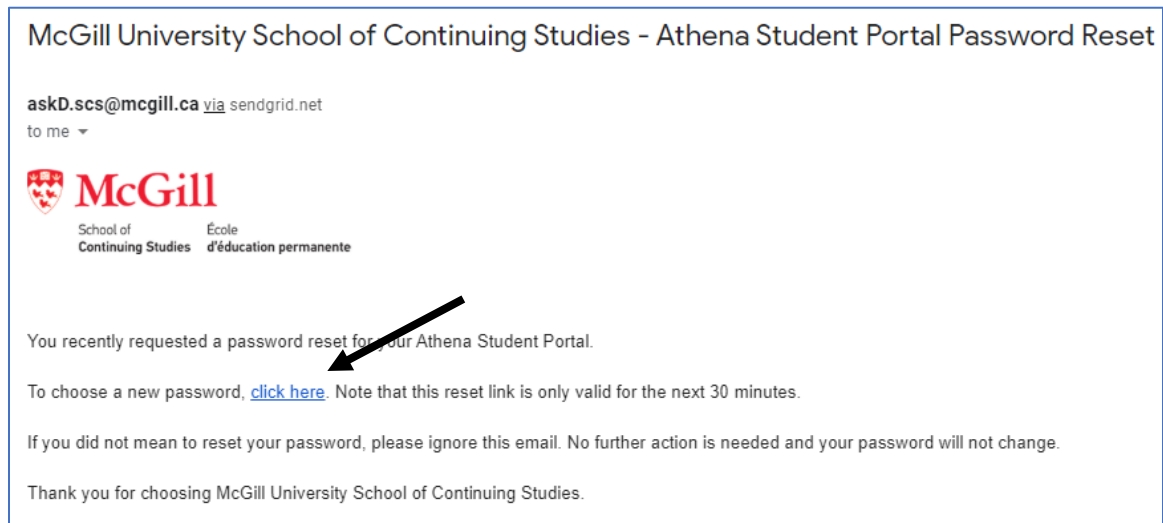 McGill University School of Continuing Studies - Athena Student Portal Password Reset
askD.scs@mcgill.ca via sendgrid.net
to me
McGill
School of École
Continuing Studies d'éducation permanente
You recently requested a password reset for your Athena Student Portal.
To choose a new password, click here. Note that this reset link is only valid for the next 30 minutes.
If you did not mean to reset your password, please ignore this email. No further action is needed and your password will not change.
Thank you for choosing McGill University School of Continuing Studies.